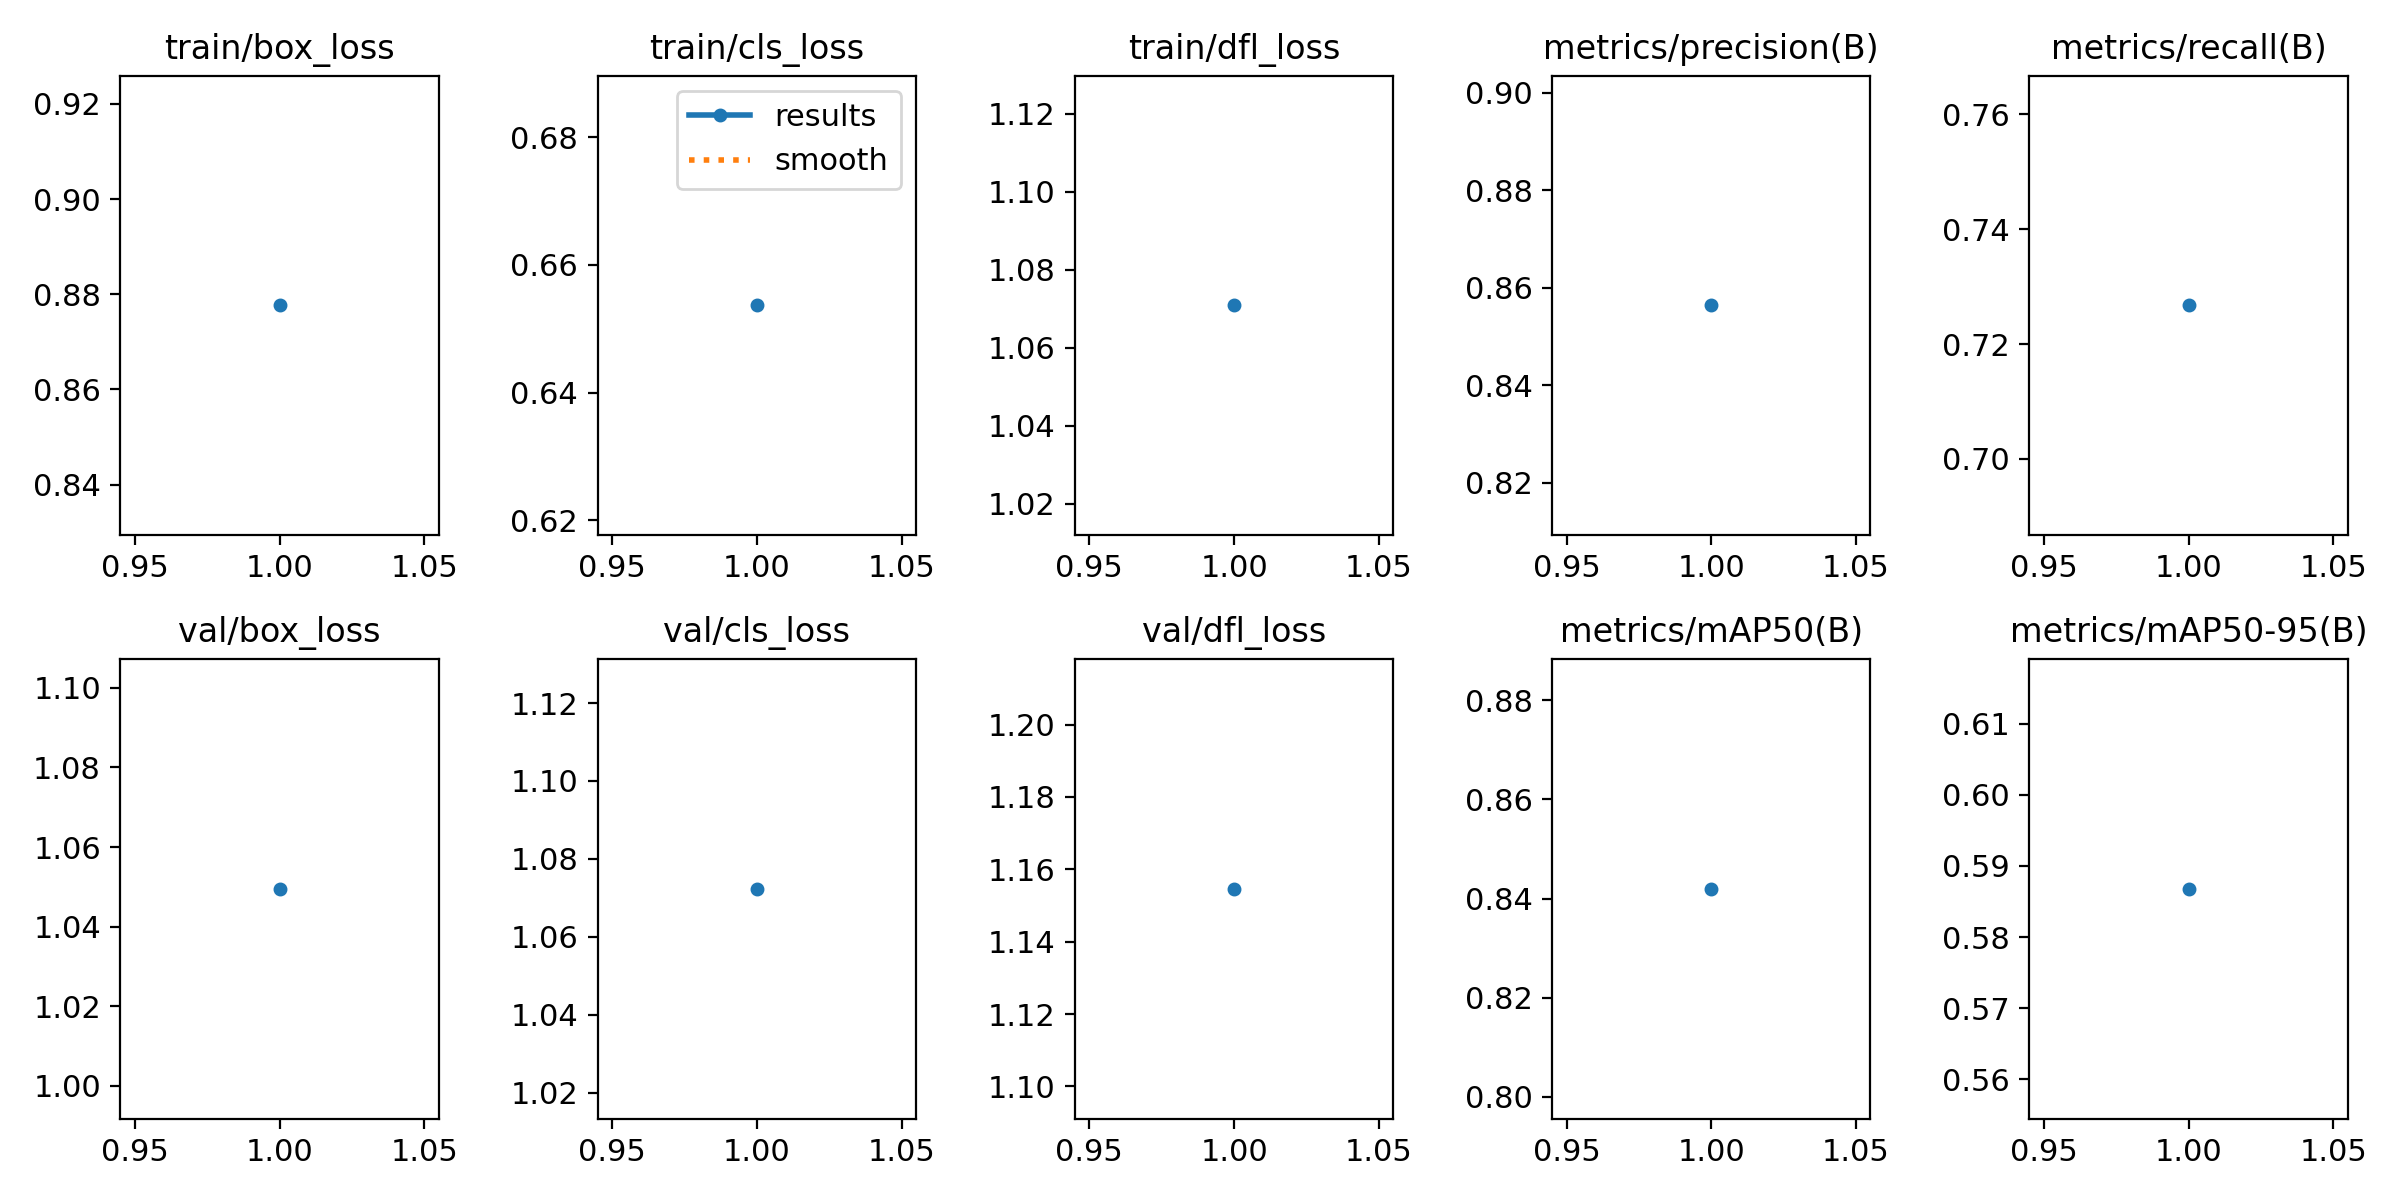 train/box_loss
0.92
0.90
0.88
0.86
0.84
0.95 1.00 1.05
train/cls_loss
results
smooth
0.68
0.66
0.64
0.62
0.95 1.00 1.05
train/dfl_loss
1.12
1.10
1.08
1.06
1.04
1.02
0.95 1.00 1.05
metrics/precision(B)
0.90
0.88
0.86
0.84
0.82
0.95 1.00 1.05
metrics/recall(B)
0.76
0.74
0.72
0.70
0.95 1.00 1.05
val/box_loss
1.10
1.08
1.06
1.04
1.02
1.00
0.95 1.00 1.05
val/cls_loss
1.12
1.10
1.08
1.06
1.04
1.02
0.95 1.00 1.05
val/dfl_loss
1.20
1.18
1.16
1.14
1.12
1.10
0.95 1.00 1.05
metrics/mAP50(B)
0.88
0.86
0.84
0.82
0.80
0.95 1.00 1.05
metrics/mAP50-95(B)
0.61
0.60
0.59
0.58
0.57
0.56
0.95 1.00 1.05